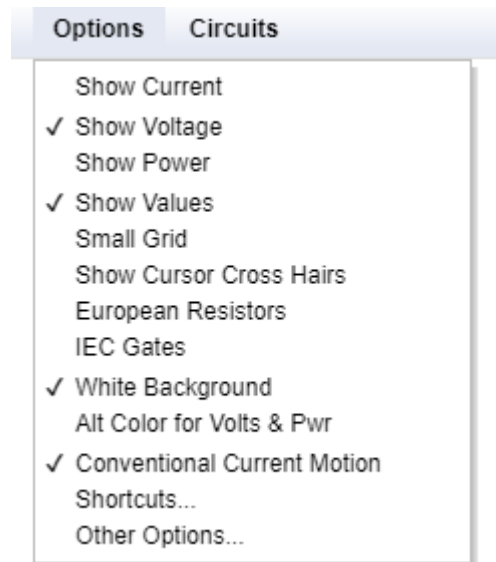 Options Circuits
Show Current
✓ Show Voltage
Show Power
✓ Show Values
Small Grid
Show Cursor Cross Hairs
European Resistors
IEC Gates
✓ White Background
Alt Color for Volts & Pwr
✓ Conventional Current Motion
Shortcuts...
Other Options...